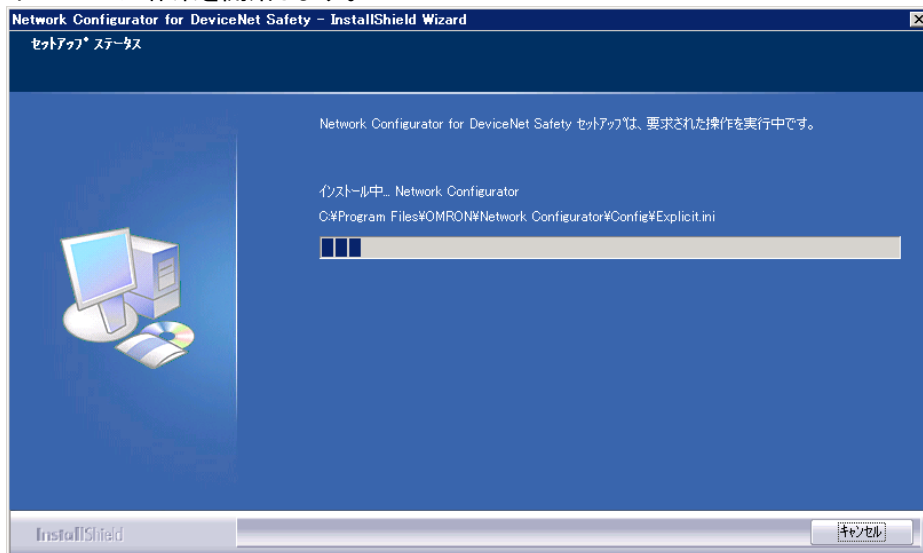 Network Configurator for DeviceNet Safety - InstallShield Wizard
セットアップ ステータス
Network Configurator for DeviceNet Safety セットアップは、要求された操作を実行中です。
インストール中... Network Configurator
C:¥Program Files¥OMRON¥Network Configurator¥Config¥Explicit.ini
InstallShield
キャンセル